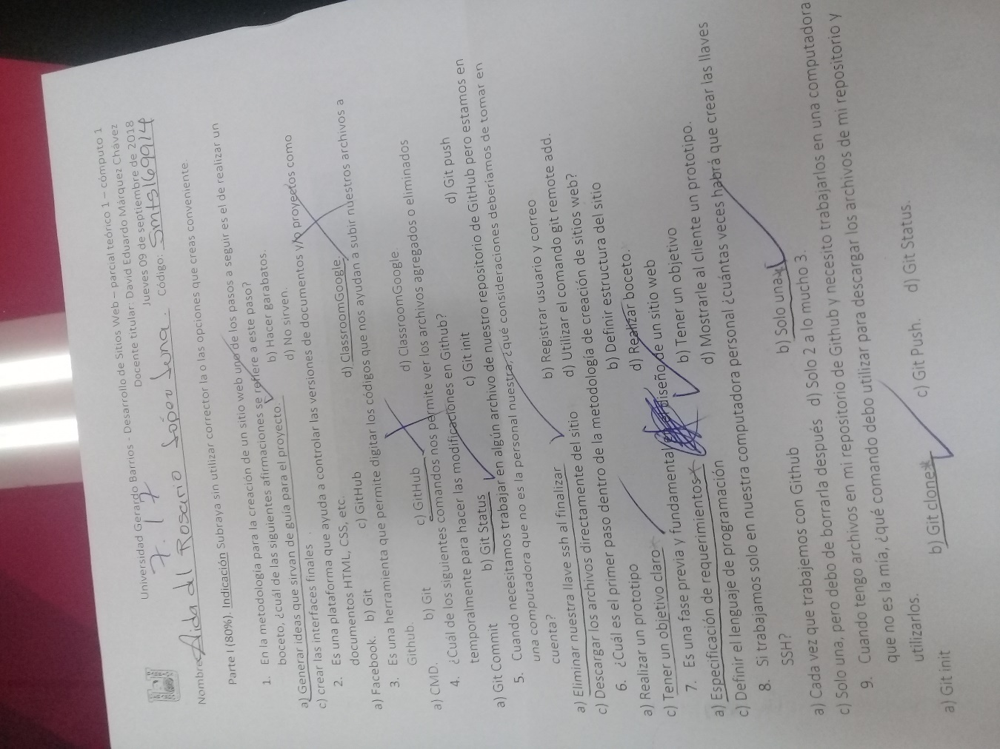 Universidad Gerardo Barrios - Desarrollo de Sitios Web – parcial teórico 1 – cómputo 1
Docente titular: David Eduardo Márquez Chávez
Jueves 09 de septiembre de 2018
7.17
Nombre: Aida del Rosario López Serna. Código: SMTS169914
Parte I (80%). Indicación Subraya sin utilizar corrector la o las opciones que creas conveniente.
1. En la metodología para la creación de un sitio web uno de los pasos a seguir es el de realizar un
boceto, ¿cuál de las siguientes afirmaciones se refiere a este paso?
a) Generar ideas que sirvan de guía para el proyecto. b) Hacer garabatos.
c) crear las interfaces finales d) No sirven.
2. Es una plataforma que ayuda a controlar las versiones de documentos y/o proyectos como
documentos HTML, CSS, etc.
a) Facebook. b) Git c) GitHub d) ClassroomGoogle.
3. Es una herramienta que permite digitar los códigos que nos ayudan a subir nuestros archivos a
Github.
a) CMD. b) Git c) GitHub d) ClassroomGoogle.
4. ¿Cuál de los siguientes comandos nos permite ver los archivos agregados o eliminados
temporalmente para hacer las modificaciones en Github?
a) Git Commit b) Git Status c) Git init d) Git push
5. Cuando necesitamos trabajar en algún archivo de nuestro repositorio de GitHub pero estamos en
una computadora que no es la personal nuestra, ¿qué consideraciones deberíamos de tomar en
cuenta?
a) Eliminar nuestra llave ssh al finalizar b) Registrar usuario y correo
c) Descargar los archivos directamente del sitio d) Utilizar el comando git remote add.
6. ¿Cuál es el primer paso dentro de la metodología de creación de sitios web?
a) Realizar un prototipo b) Definir estructura del sitio
c) Tener un objetivo claro d) Realizar boceto.
7. Es una fase previa y fundamental en el diseño de un sitio web
a) Especificación de requerimientos b) Tener un objetivo
c) Definir el lenguaje de programación d) Mostrarle al cliente un prototipo.
8. Si trabajamos solo en nuestra computadora personal ¿cuántas veces habrá que crear las llaves
SSH?
a) Cada vez que trabajemos con Github b) Solo una
c) Solo una, pero debo de borrarla después d) Solo 2 a lo mucho 3.
9. Cuando tengo archivos en mi repositorio de Github y necesito trabajarlos en una computadora
que no es la mía, ¿qué comando debo utilizar para descargar los archivos de mi repositorio y
utilizarlos.
a) Git init b) Git clone c) Git Push. d) Git Status.